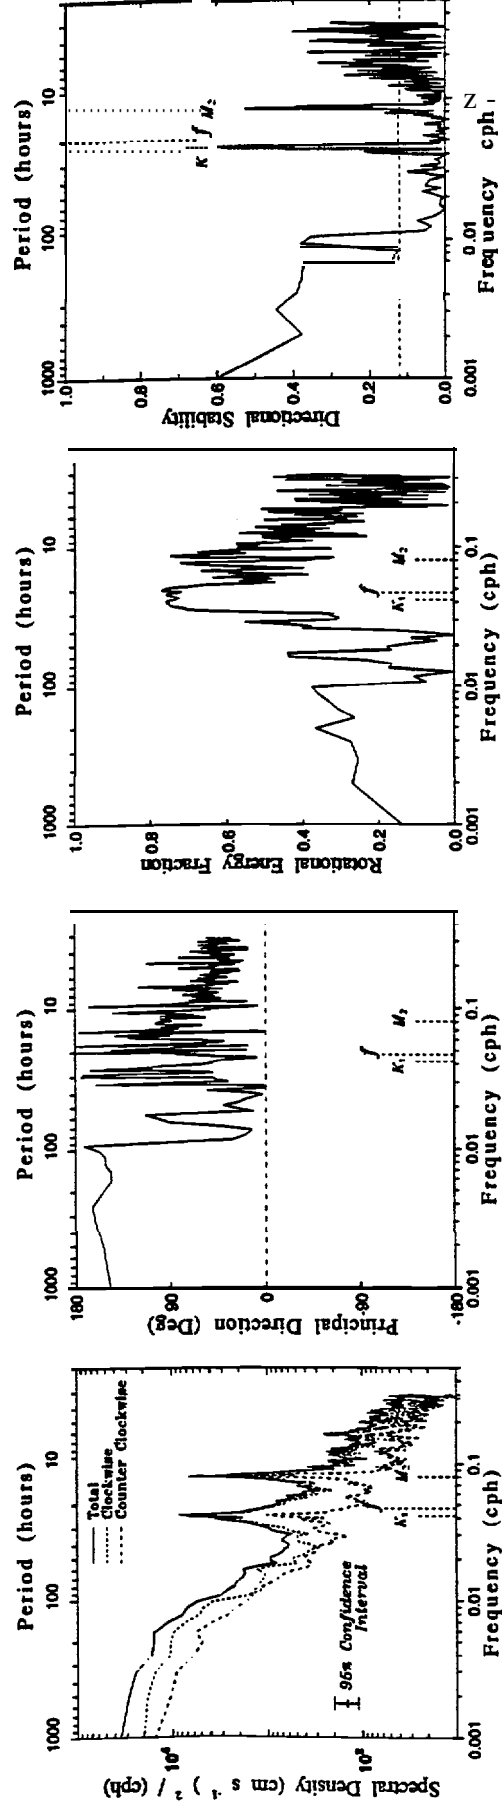 Period (hours)
1000
100
10
Total
Clockwise
Counter Clockwise
95% Confidence
Interval
K₁
f
M₂
10⁴
10²
Spectral Density (cm s⁻¹)² / (cph)
0.001
0.01
0.1
Frequency (cph)
Period (hours)
1000
100
10
180
90
0
-90
-180
Principal Direction (Deg)
K₁
f
M₂
0.001
0.01
0.1
Frequency (cph)
Period (hours)
1000
100
10
1.0
0.8
0.6
0.4
0.2
0.0
Rotational Energy Fraction
K₁
f
M₂
0.001
0.01
0.1
Frequency (cph)
Period (hours)
1000
100
10
1.0
0.8
0.6
0.4
0.2
0.0
Directional Stability
K
f
M₂
0.001
0.01
Z
Frequency cph -